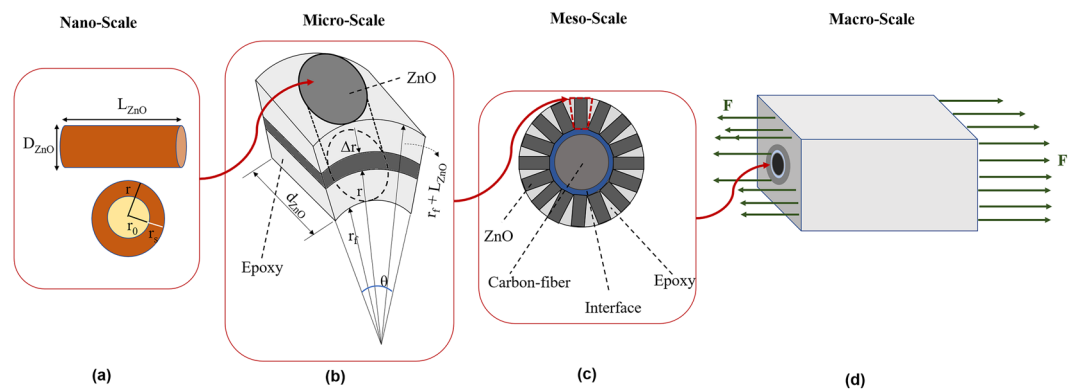 Nano-Scale
Micro-Scale
Meso-Scale
Macro-Scale
L_ZnO
D_ZnO
r
r_0
r_s
ZnO
Δr
r
r_f + L_ZnO
d_ZnO
r_f
Epoxy
θ
ZnO
Carbon-fiber
Interface
Epoxy
F
F
(a)
(b)
(c)
(d)